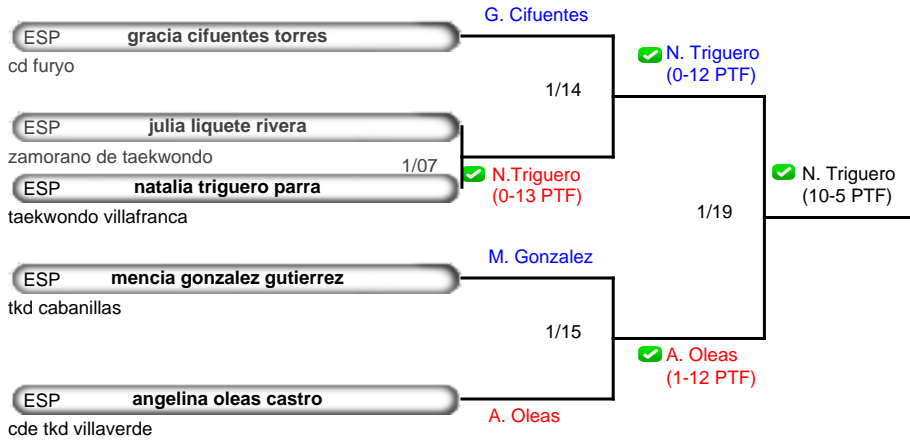 G. Cifuentes
ESP gracia cifuentes torres
cd furyo
N. Triguero
(0-12 PTF)
1/14
ESP julia liquete rivera
zamorano de taekwondo
1/07
ESP natalia triguero parra
taekwondo villafranca
N.Triguero
(0-13 PTF)
N. Triguero
(10-5 PTF)
1/19
M. Gonzalez
ESP mencia gonzalez gutierrez
tkd cabanillas
1/15
A. Oleas
(1-12 PTF)
ESP angelina oleas castro
cde tkd villaverde
A. Oleas